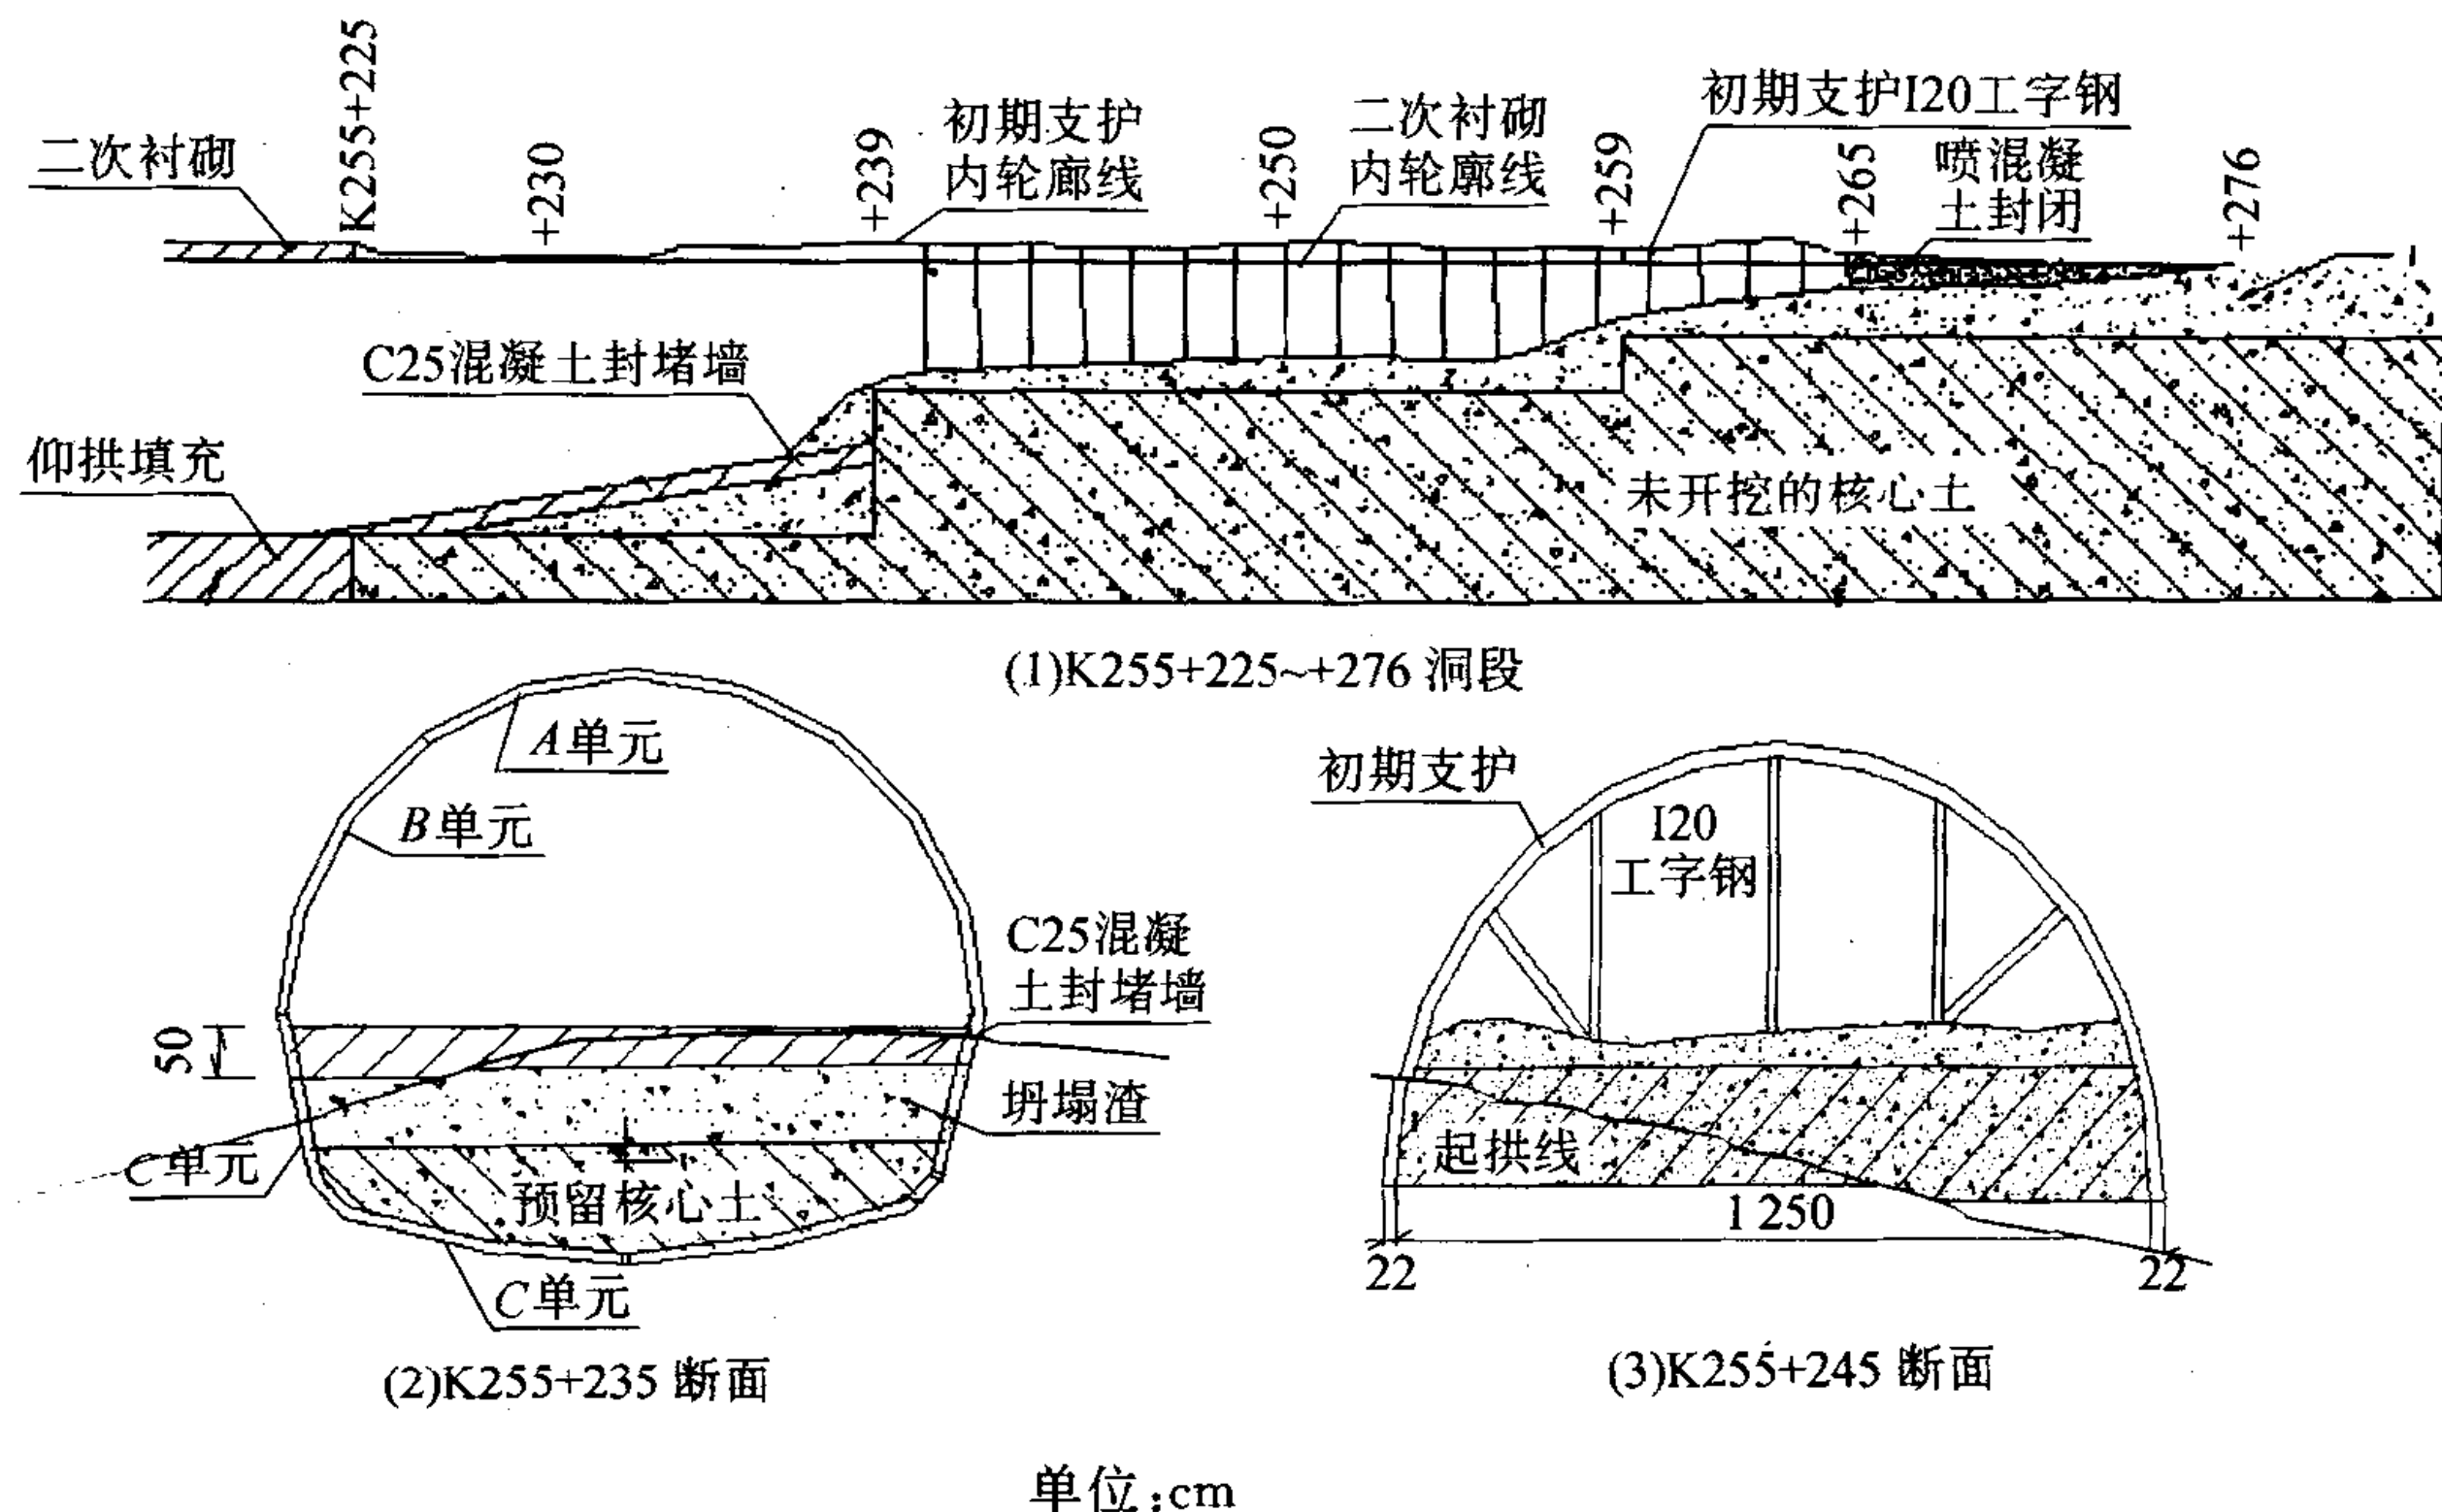 K255+225
+230
+239
+250
+259
+265
+276
二次衬砌
初期支护
内轮廊线
二次衬砌
内轮廓线
初期支护I20工字钢
喷混凝
土封闭
C25混凝土封堵墙
仰拱填充
未开挖的核心土
(1)K255+225~+276 洞段
A单元
B单元
C25混凝
土封堵墙
50
坍塌渣
C单元
预留核心土
C单元
(2)K255+235 断面
初期支护
I20
工字钢
起拱线
1 250
22
22
(3)K255+245 断面
单位:cm